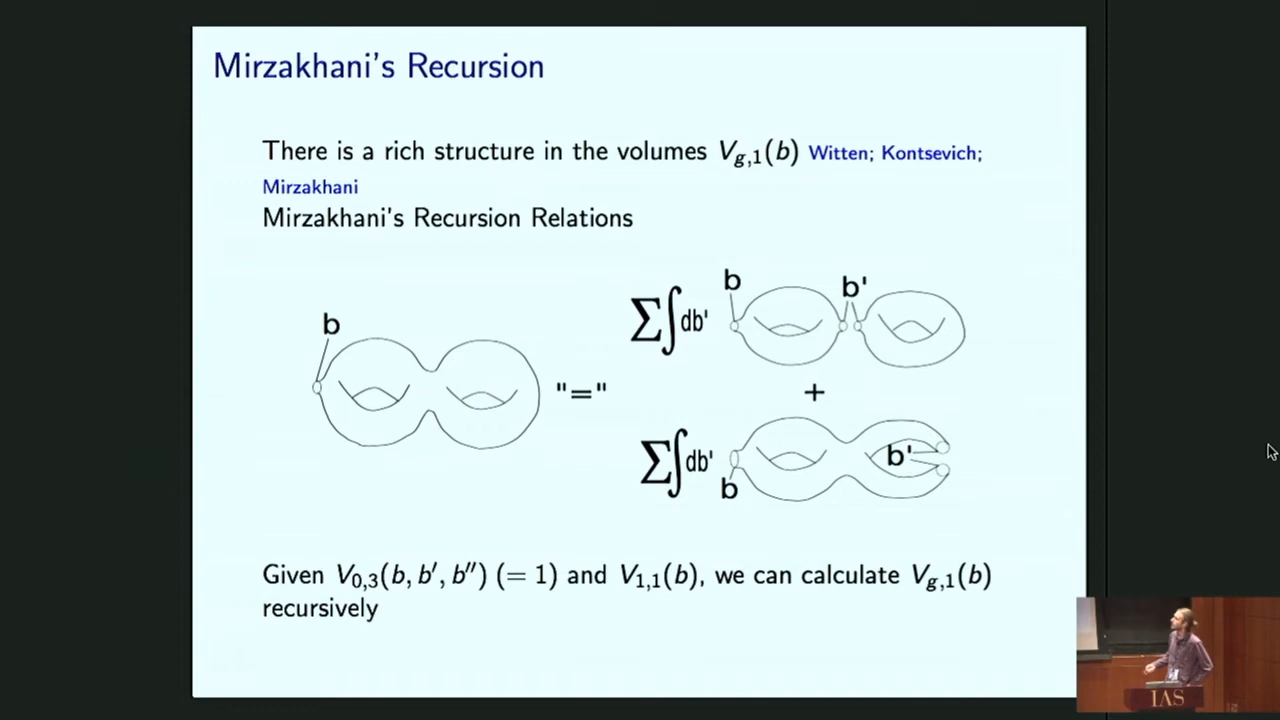 Mirzakhani's Recursion
There is a rich structure in the volumes V_{g,1}(b) Witten; Kontsevich;
Mirzakhani
Mirzakhani's Recursion Relations
b
"="
∑∫db'
b
b'
+
∑∫db'
b
b'
Given V_{0,3}(b, b′, b″) (= 1) and V_{1,1}(b), we can calculate V_{g,1}(b)
recursively
IAS